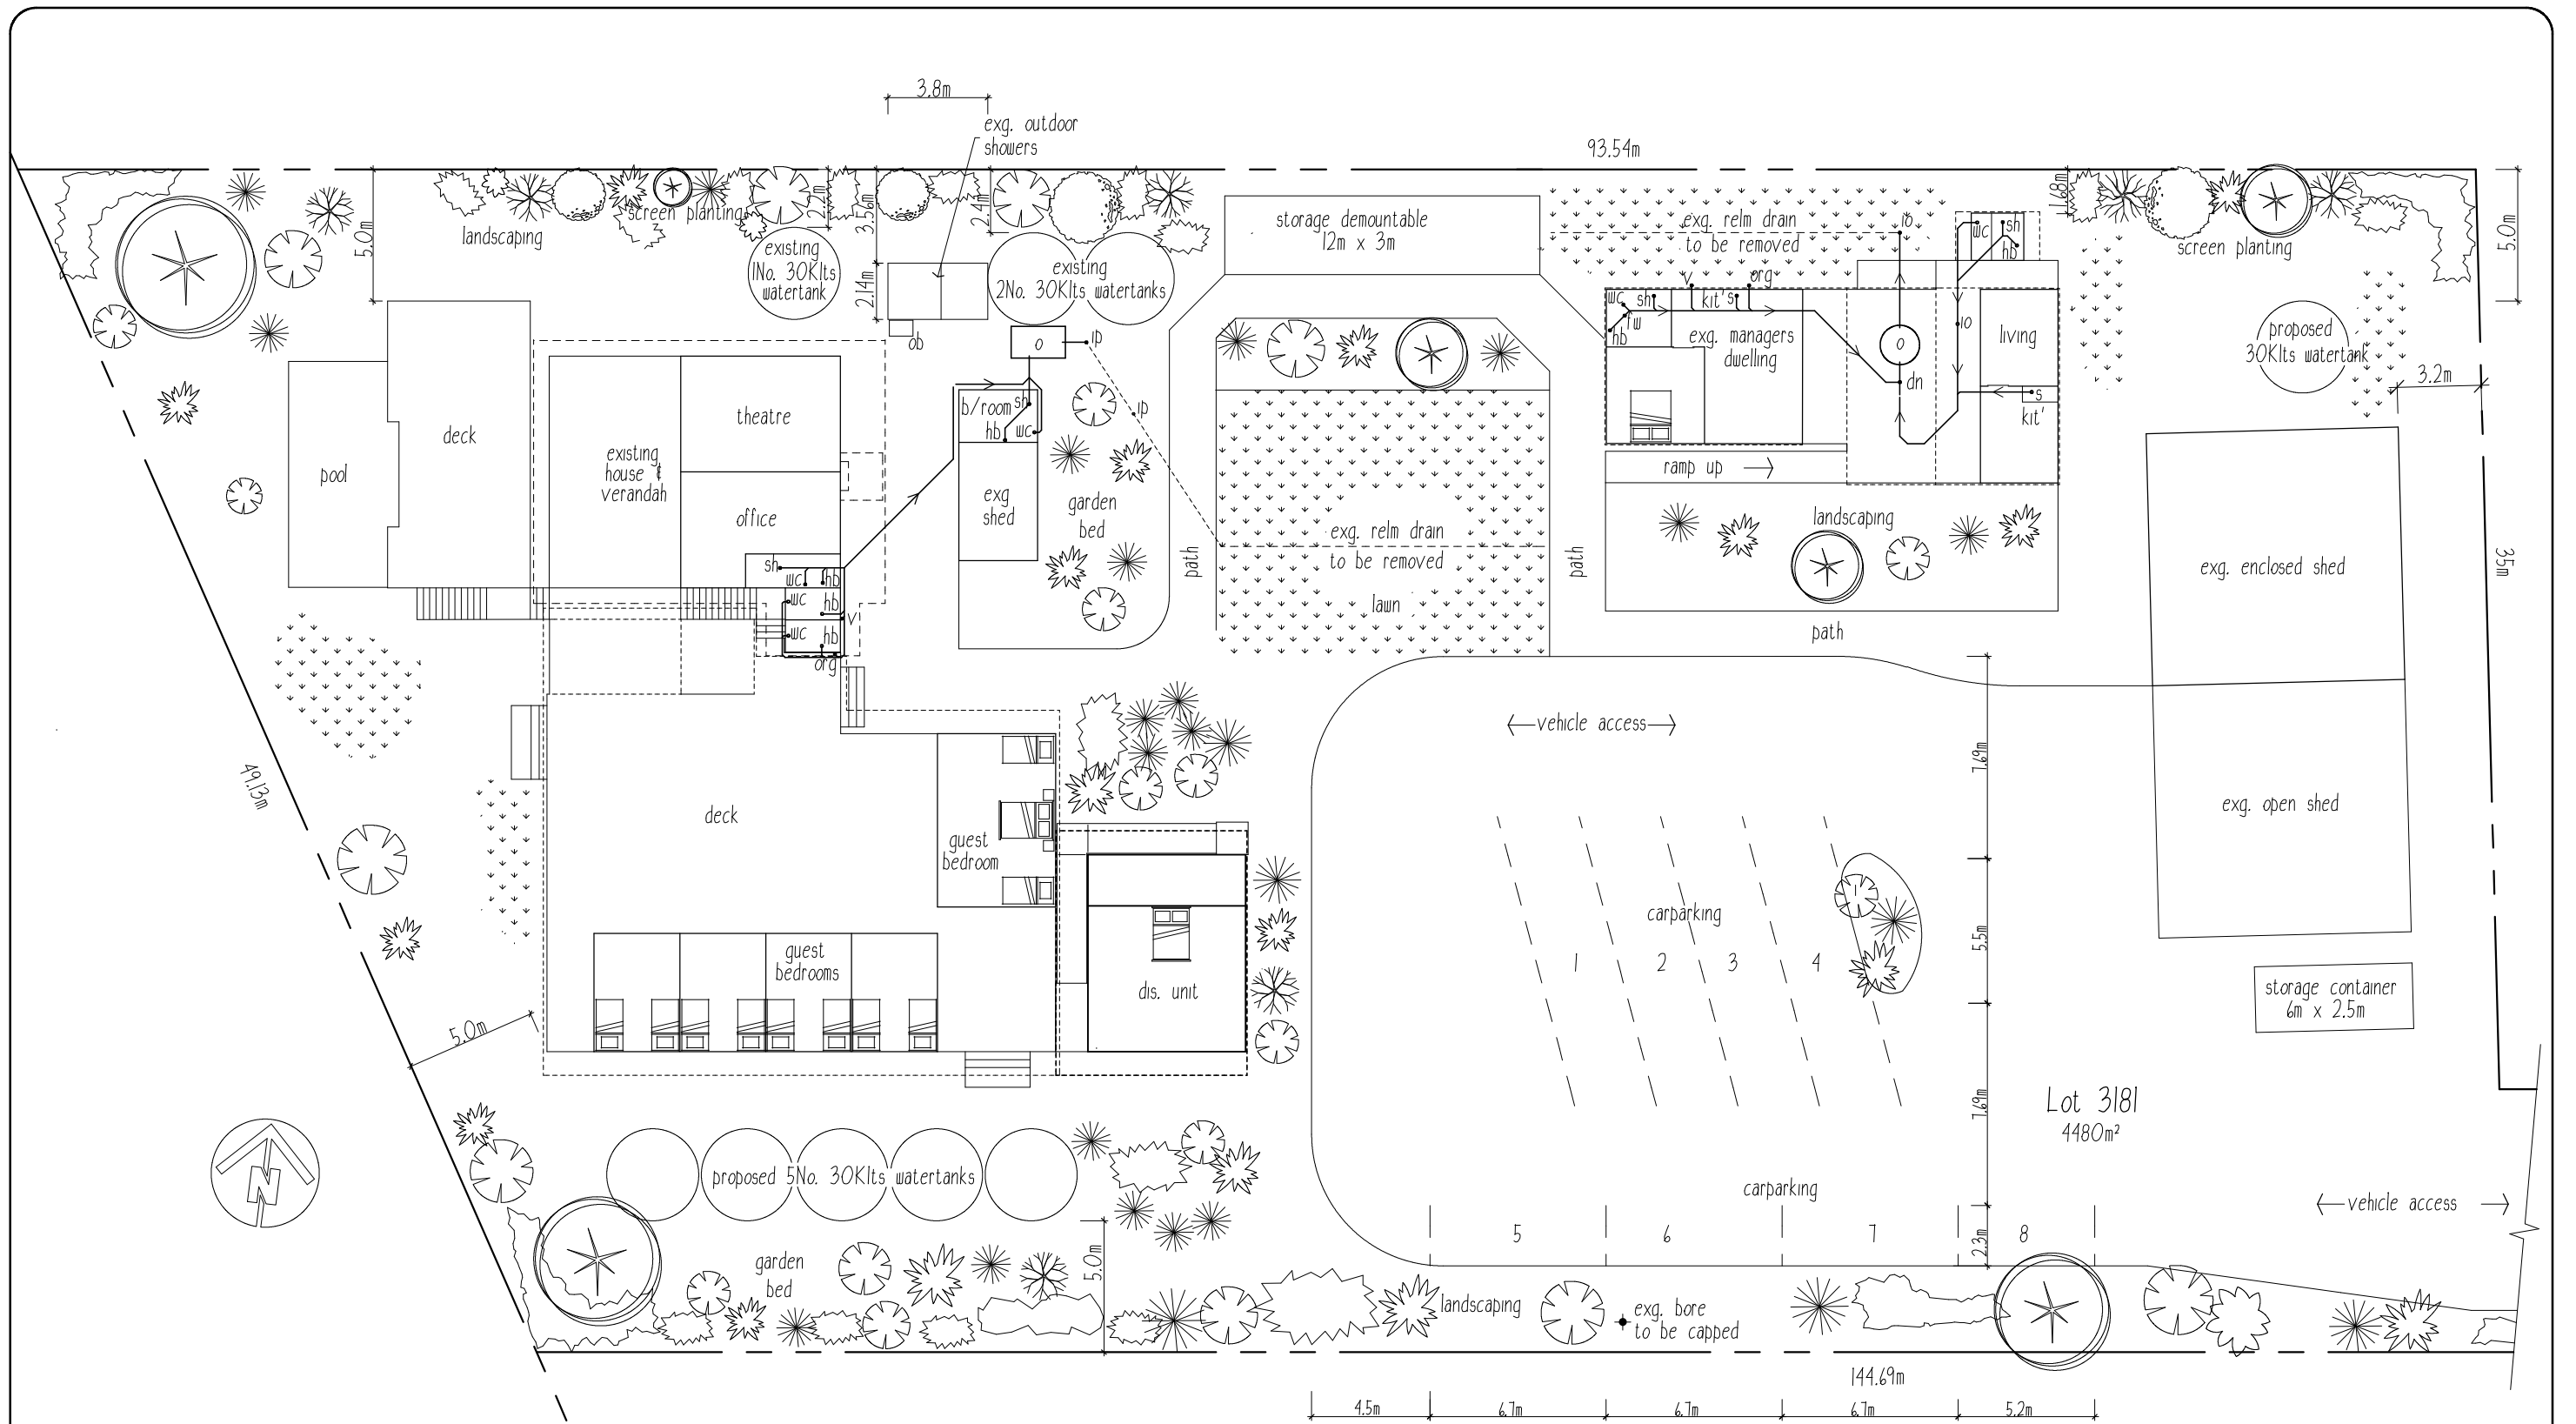 3.8m
exg. outdoor
showers
93.54m
1.68m
5.0m
5.0m
2.2m
3.56m
2.4m
screen planting
landscaping
existing
1No. 30Klts
watertank
2.14m
existing
2No. 30Klts watertanks
storage demountable
12m x 3m
exg. relm drain
to be removed
io
wc
sh
hb
screen planting
ob
o
ip
wc
sh
v
kit'
s
org
fw
hb
exg. managers
dwelling
o
io
living
dn
s
kit'
proposed
30Klts watertank
3.2m
pool
deck
existing
house &
verandah
theatre
office
b/room
sh
hb
wc
ip
exg
shed
garden
bed
path
exg. relm drain
to be removed
lawn
path
ramp up
landscaping
path
exg. enclosed shed
35m
sh
wc
hb
wc
hb
v
wc
hb
org
vehicle access
7.69m
49.13m
deck
guest
bedroom
exg. open shed
carparking
1
2
3
4
5.5m
guest
bedrooms
dis. unit
storage container
6m x 2.5m
5.0m
7.69m
Lot 3181
4480m²
N
proposed 5No. 30Klts watertanks
carparking
vehicle access
5
6
7
8
2.3m
5.0m
garden
bed
landscaping
exg. bore
to be capped
144.69m
4.5m
6.7m
6.7m
6.7m
5.2m